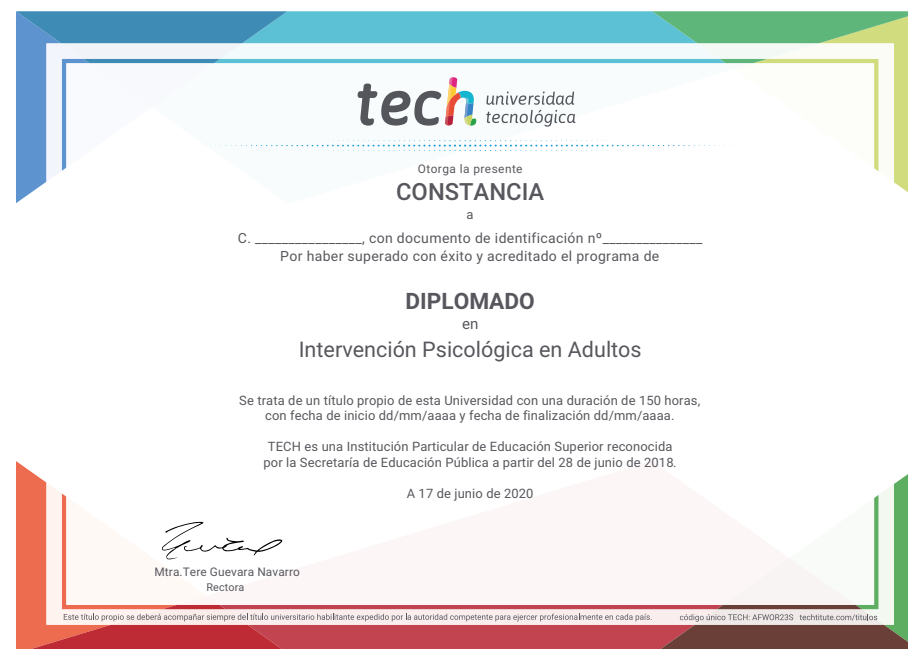 tech universidad
tecnológica
Otorga la presente
CONSTANCIA
a
C. ________________, con documento de identificación nº_______________
Por haber superado con éxito y acreditado el programa de
DIPLOMADO
en
Intervención Psicológica en Adultos
Se trata de un título propio de esta Universidad con una duración de 150 horas,
con fecha de inicio dd/mm/aaaa y fecha de finalización dd/mm/aaaa.
TECH es una Institución Particular de Educación Superior reconocida
por la Secretaría de Educación Pública a partir del 28 de junio de 2018.
A 17 de junio de 2020
Mtra.Tere Guevara Navarro
Rectora
Este título propio se deberá acompañar siempre del título universitario habilitante expedido por la autoridad competente para ejercer profesionalmente en cada país. código único TECH: AFWOR23S techtitute.com/titulos